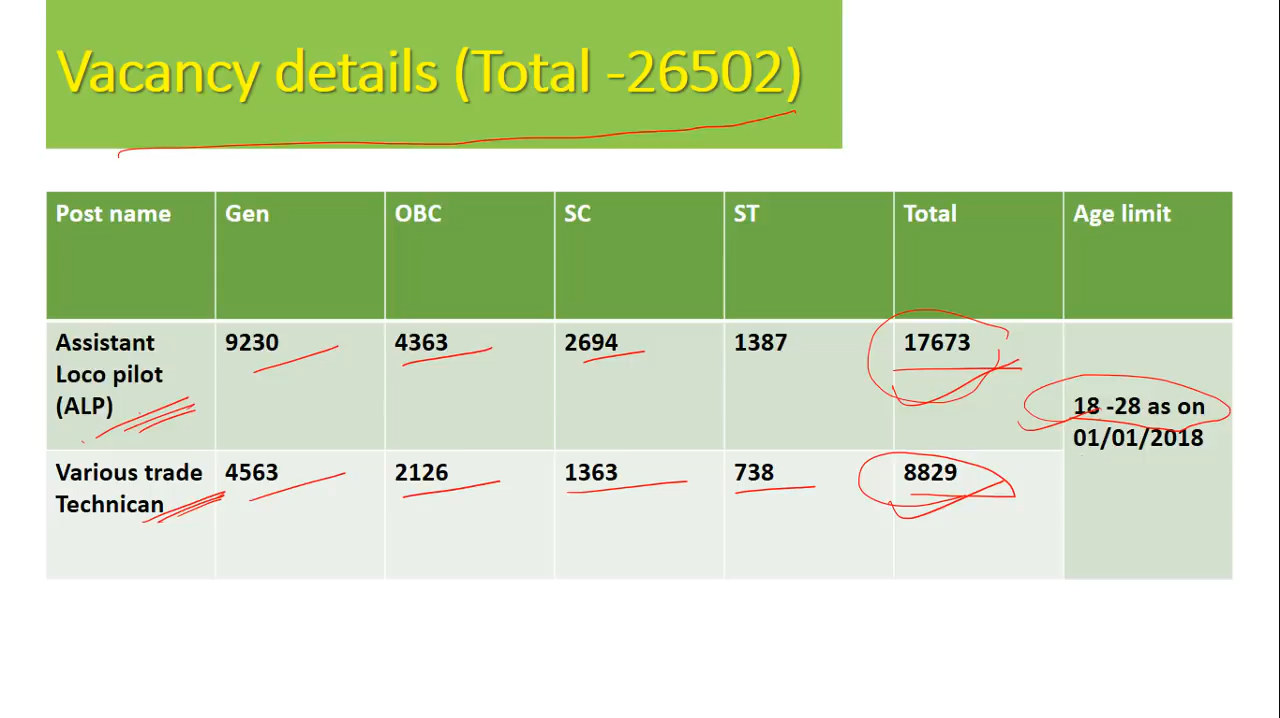 Vacancy details (Total -26502)
Post name Gen OBC SC ST Total Age limit
Assistant 9230 4363 2694 1387 17673
Loco pilot
(ALP)
18 -28 as on
01/01/2018
Various trade 4563 2126 1363 738 8829
Technican